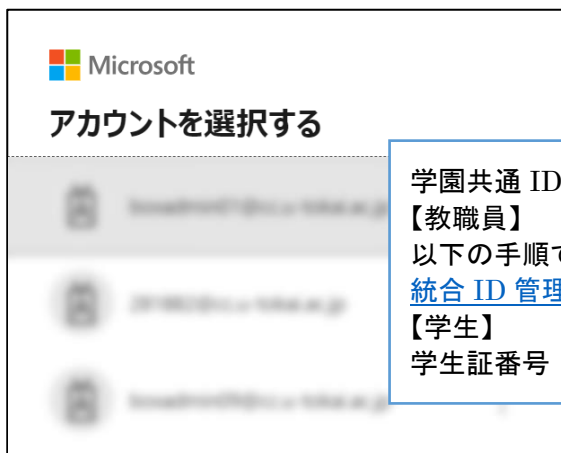 Microsoft
アカウントを選択する
学園共通 ID
【教職員】
以下の手順で
統合 ID 管理
【学生】
学生証番号